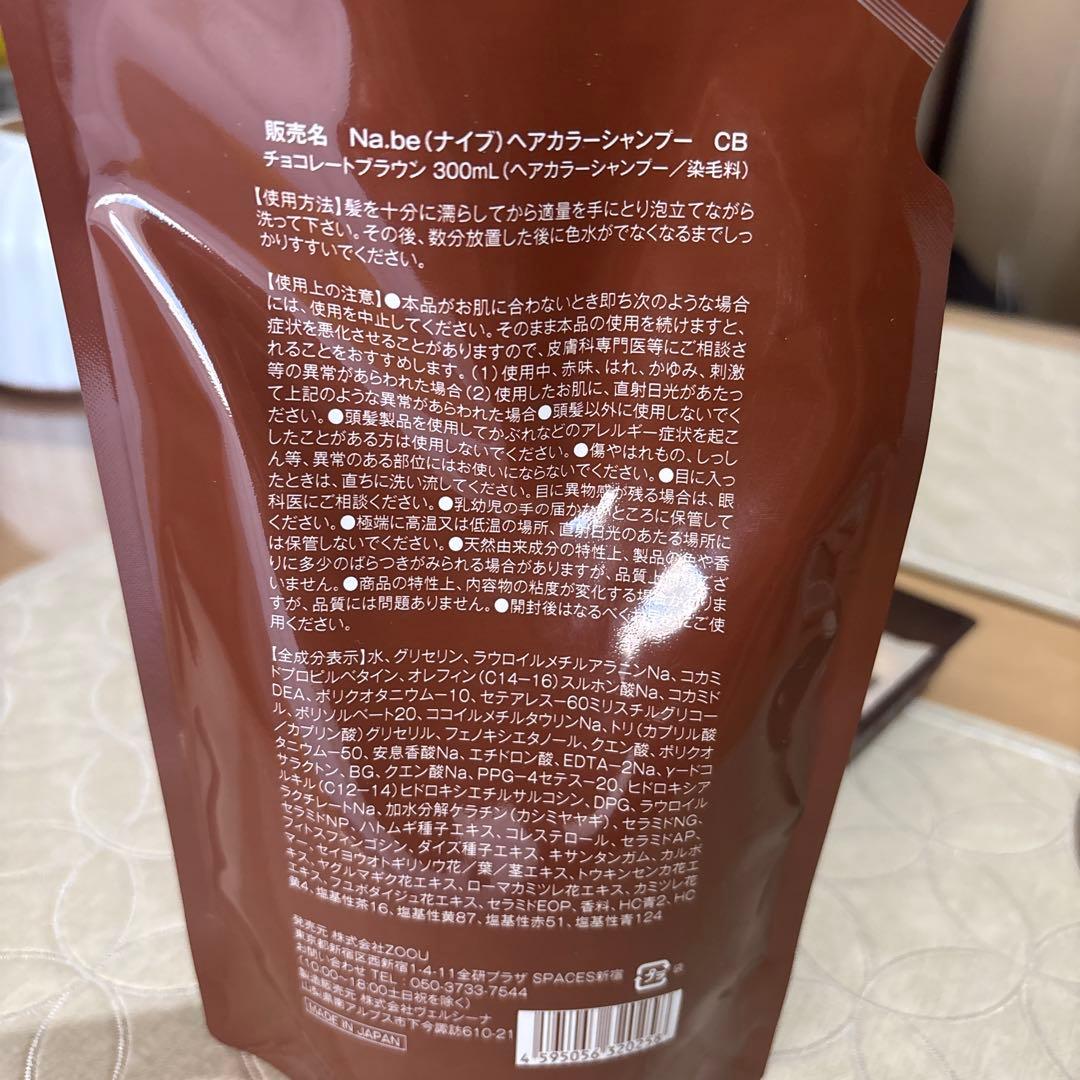 販売名 Na.be(ナイブ)ヘアカラーシャンプー CB
チョコレートブラウン 300mL(ヘアカラーシャンプー/染毛料)
【使用方法】髪を十分に濡らしてから適量を手にとり泡立てながら
洗って下さい。その後、数分放置した後に色水がでなくなるまでしっ
かりすすいでください。
【使用上の注意】●本品がお肌に合わないとき即ち次のような場合
には、使用を中止してください。そのまま本品の使用を続けますと、
症状を悪化させることがありますので、皮膚科専門医等にご相談さ
れることをおすすめします。(1)使用中、赤味、はれ、かゆみ、刺激
等の異常があらわれた場合(2)使用したお肌に、直射日光があたっ
て上記のような異常があらわれた場合●頭髪以外に使用しないでく
ださい。●頭髪製品を使用してかぶれなどのアレルギー症状を起こ
したことがある方は使用しないでください。●傷やはれもの、しっし
ん等、異常のある部位にはお使いにならないでください。●目に入っ
たときは、直ちに洗い流してください。目に異物感が残る場合は、眼
科医にご相談ください。●乳幼児の手の届かないところに保管して
ください。●極端に高温又は低温の場所、直射日光のあたる場所に
は保管しないでください。●天然由来成分の特性上、製品の色や香
りに多少のばらつきがみられる場合がありますが、品質上ござ
いません。●商品の特性上、内容物の粘度が変化する場合がありま
すが、品質には問題ありません。●開封後はなるべくにご使
用ください。
【全成分表示】水、グリセリン、ラウロイルメチルアラニンNa、コカミ
ドプロピルベタイン、オレフィン(C14-16)スルホン酸Na、コカミド
DEA、ポリクオタニウム-10、セテアレス-60ミリスチルグリコー
ル、ポリソルベート20、ココイルメチルタウリンNa、トリ(カプリル酸
/カプリン酸)グリセリル、フェノキシエタノール、クエン酸、ポリクオ
タニウム-50、安息香酸Na、エチドロン酸、EDTA-2Na、γ-ドコ
サラクトン、BG、クエン酸Na、PPG-4セテス-20、ヒドロキシア
ルキル(C12-14)ヒドロキシエチルサルコシン、DPG、ラウロイル
ラクチレートNa、加水分解ケラチン(カシミヤヤギ)、セラミドNG、
セラミドNP、ハトムギ種子エキス、コレステロール、セラミドAP、
フィトスフィンゴシン、ダイズ種子エキス、キサンタンガム、カルボ
マー、セイヨウオトギリソウ花/葉/茎エキス、トウキンセンカ花エ
キス、ヤグルマギク花エキス、ローマカミツレ花エキス、カミツレ花
エキス、フユボダイジュ花エキス、セラミドEOP、香料、HC青2、HC
黄4、塩基性茶16、塩基性黄87、塩基性赤51、塩基性青124
発売元 株式会社ZOOU
東京都新宿区西新宿1-4-11全研プラザ SPACES新宿
お問い合わせ TEL:050-3733-7544
(10:00~18:00土日祝を除く)
製造販売元 株式会社ヴェルシーナ
山梨県南アルプス市下今諏訪610-21
MADE IN JAPAN
プラ
4 595056 320256